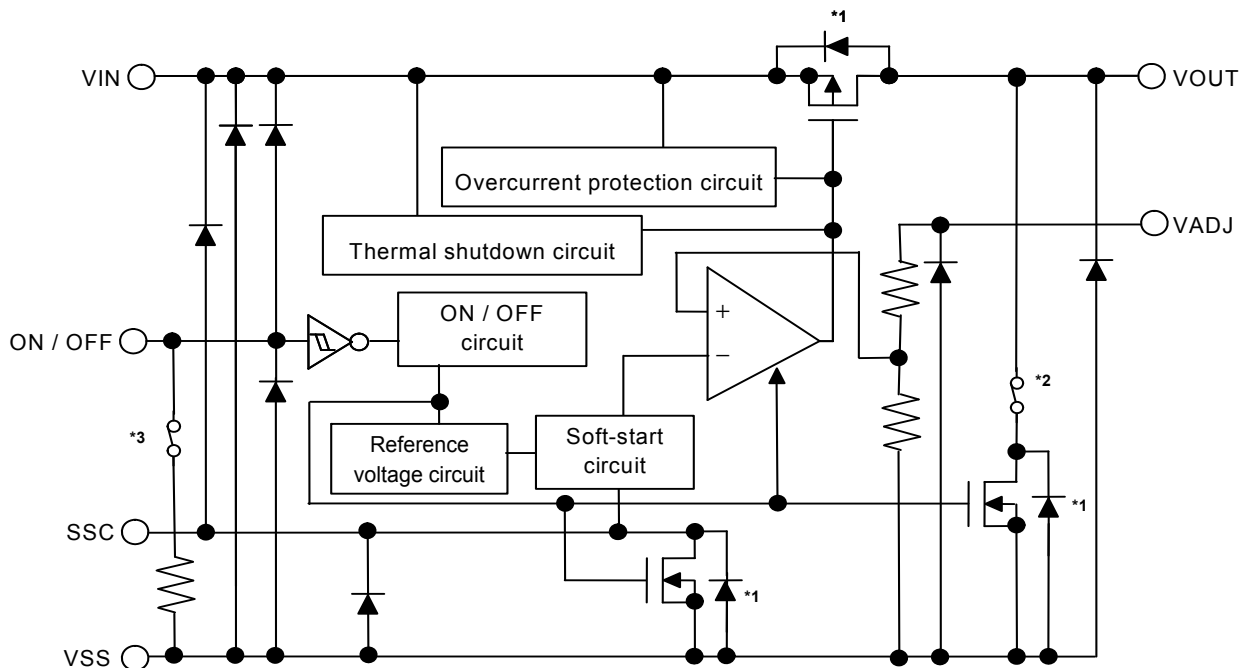 *1
VIN
VOUT
Overcurrent protection circuit
Thermal shutdown circuit
VADJ
+
−
ON / OFF
ON / OFF
circuit
*2
*3
Reference
voltage circuit
Soft-start
circuit
*1
SSC
*1
VSS